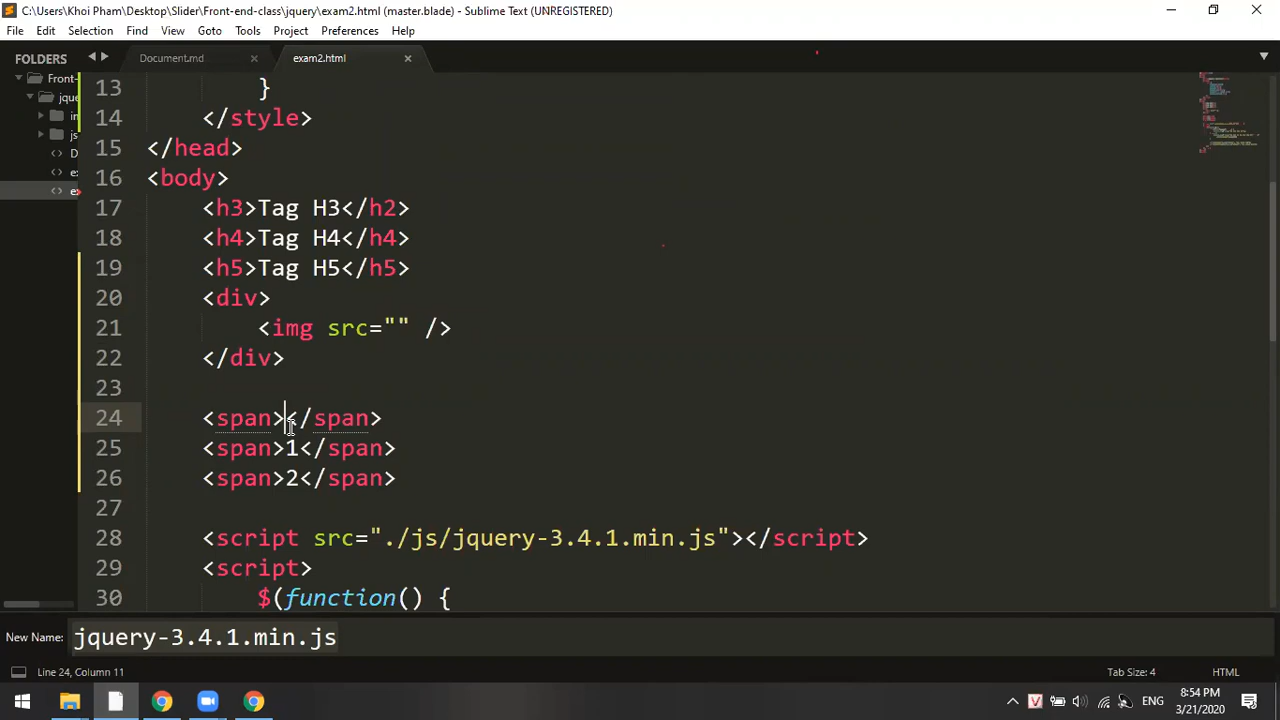 C:\Users\Khoi Pham\Desktop\Slider\Front-end-class\jquery\exam2.html (master.blade) - Sublime Text (UNREGISTERED)
File Edit Selection Find View Goto Tools Project Preferences Help
FOLDERS
Front-
jque
Document.md
exam2.html
13 }
14 </style>
15 </head>
16 <body>
17 <h3>Tag H3</h2>
18 <h4>Tag H4</h4>
19 <h5>Tag H5</h5>
20 <div>
21 <img src="" />
22 </div>
23
24 <span></span>
25 <span>1</span>
26 <span>2</span>
27
28 <script src="./js/jquery-3.4.1.min.js"></script>
29 <script>
30 $(function() {
New Name: jquery-3.4.1.min.js
Line 24, Column 11 Tab Size: 4 HTML
ENG 8:54 PM
3/21/2020